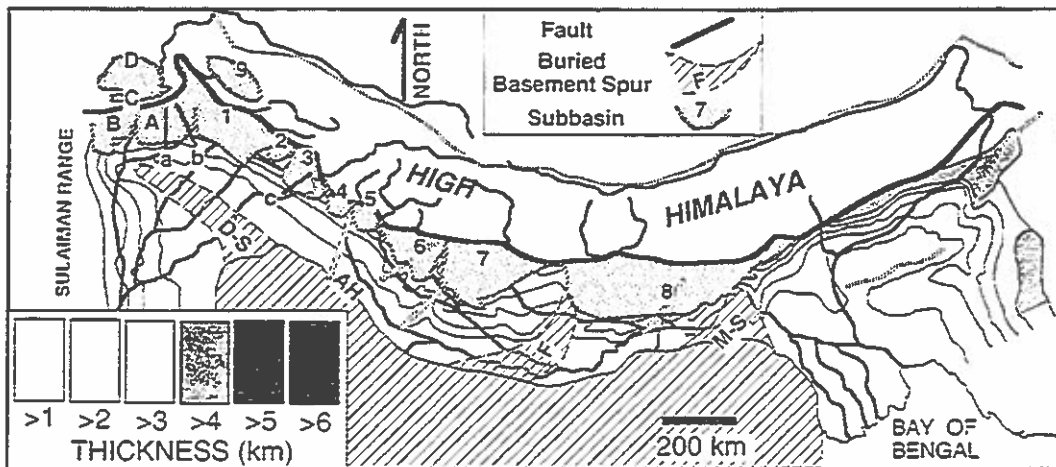 NORTH
Fault
Buried
Basement Spur
F
Subbasin
7
D
9
C
B
A
1
a
b
2
3
c
4
5
HIGH HIMALAYA
SULAIMAN RANGE
D-S
6
7
8
AH
F
M-S
>1 >2 >3 >4 >5 >6
THICKNESS (km)
200 km
BAY OF
BENGAL